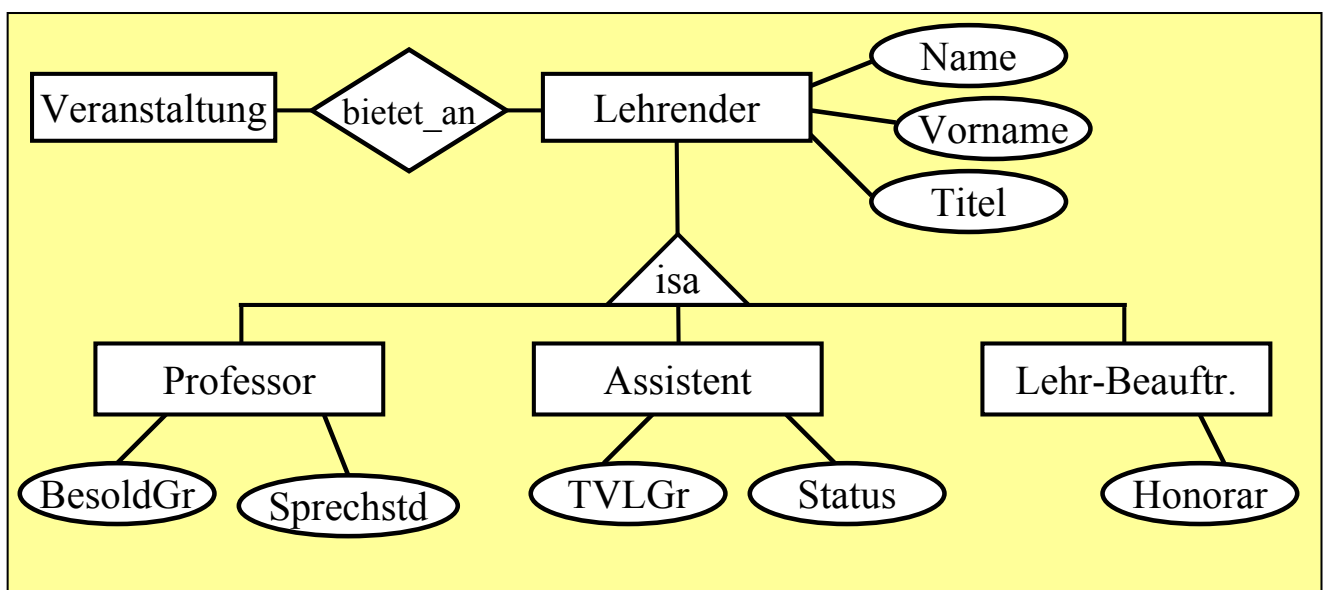 Name
Veranstaltung bietet_an Lehrender
Vorname
Titel
isa
Professor Assistent Lehr-Beauftr.
BesoldGr Sprechstd TVLGr Status Honorar